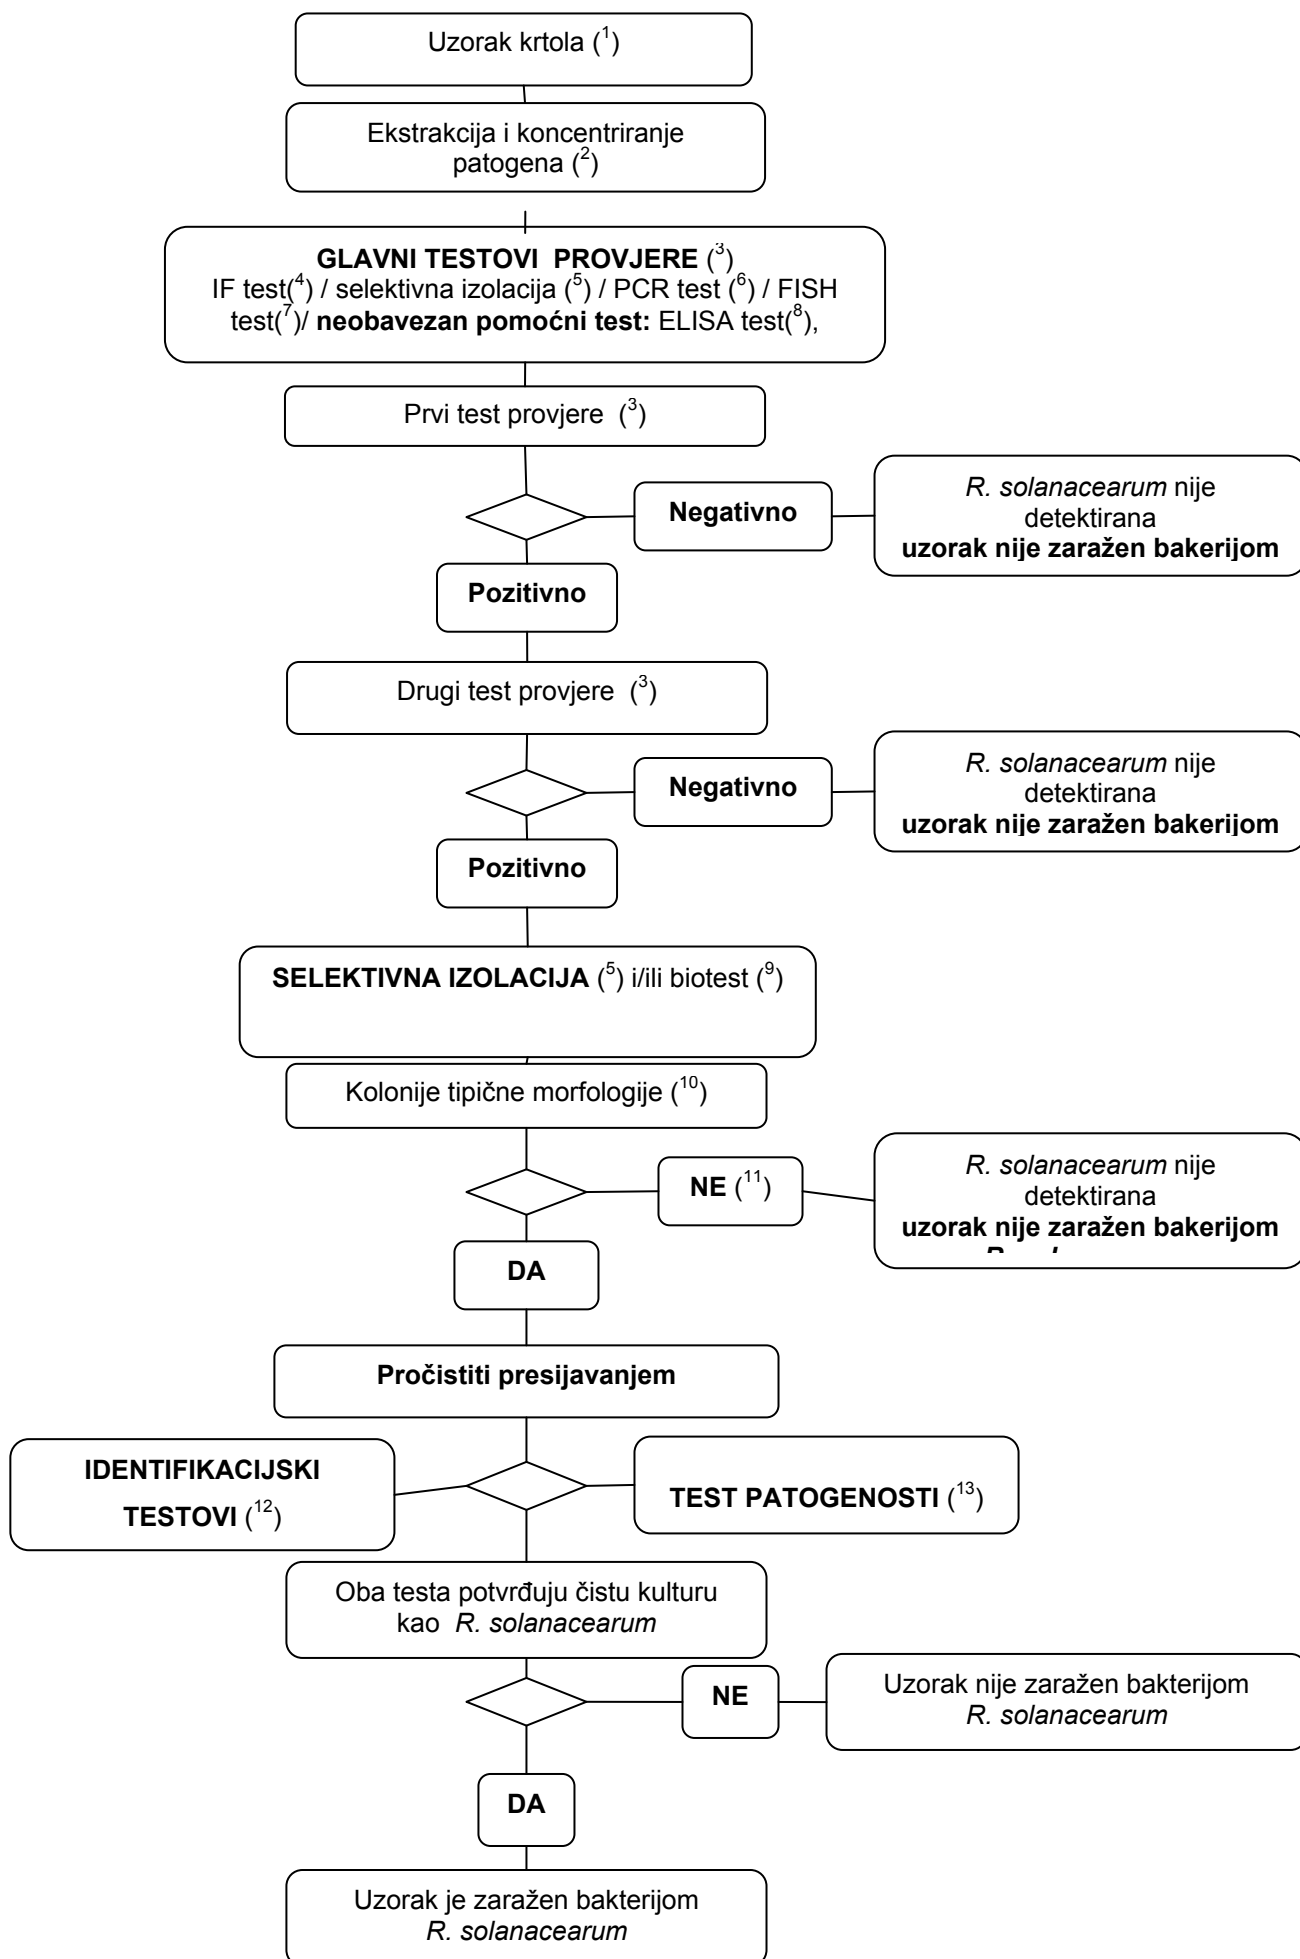 Uzorak krtola (¹)
Ekstrakcija i koncentriranje
patogena (²)
GLAVNI TESTOVI PROVJERE (³)
IF test(⁴) / selektivna izolacija (⁵) / PCR test (⁶) / FISH
test(⁷)/ neobavezan pomoćni test: ELISA test(⁸),
Prvi test provjere (³)
Negativno
R. solanacearum nije
detektirana
uzorak nije zaražen bakerijom
Pozitivno
Drugi test provjere (³)
Negativno
R. solanacearum nije
detektirana
uzorak nije zaražen bakerijom
Pozitivno
SELEKTIVNA IZOLACIJA (⁵) i/ili biotest (⁹)
Kolonije tipične morfologije (¹⁰)
NE (¹¹)
R. solanacearum nije
detektirana
uzorak nije zaražen bakerijom
DA
Pročistiti presijavanjem
IDENTIFIKACIJSKI
TESTOVI (¹²)
TEST PATOGENOSTI (¹³)
Oba testa potvrđuju čistu kulturu
kao R. solanacearum
NE
Uzorak nije zaražen bakterijom
R. solanacearum
DA
Uzorak je zaražen bakterijom
R. solanacearum